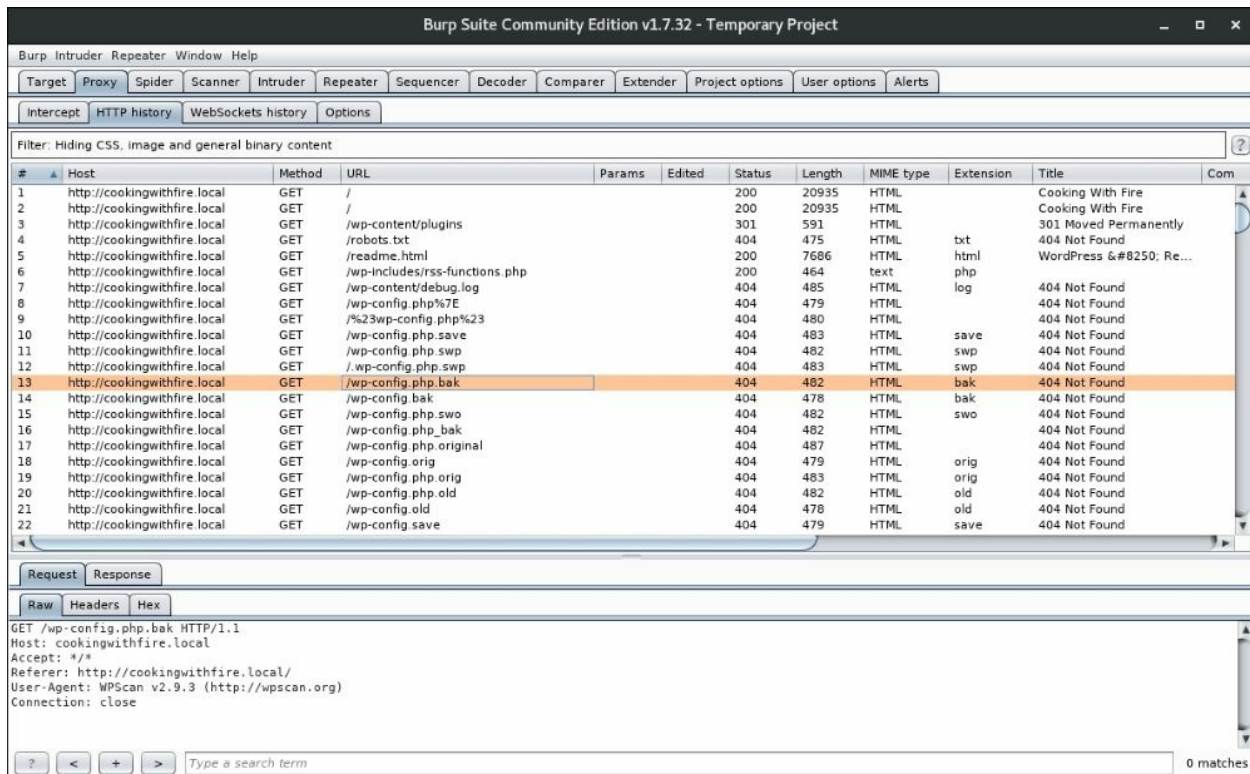 Burp Suite Community Edition v1.7.32 - Temporary Project
Burp Intruder Repeater Window Help
Target Proxy Spider Scanner Intruder Repeater Sequencer Decoder Comparer Extender Project options User options Alerts
Intercept HTTP history WebSockets history Options
Filter: Hiding CSS, image and general binary content ?
# Host Method URL Params Edited Status Length MIME type Extension Title Com
1 http://cookingwithfire.local GET / 200 20935 HTML Cooking With Fire
2 http://cookingwithfire.local GET / 200 20935 HTML Cooking With Fire
3 http://cookingwithfire.local GET /wp-content/plugins 301 591 HTML 301 Moved Permanently
4 http://cookingwithfire.local GET /robots.txt 404 475 HTML txt 404 Not Found
5 http://cookingwithfire.local GET /readme.html 200 7686 HTML html WordPress &#8250; Re...
6 http://cookingwithfire.local GET /wp-includes/rss-functions.php 200 464 text php
7 http://cookingwithfire.local GET /wp-content/debug.log 404 485 HTML log 404 Not Found
8 http://cookingwithfire.local GET /wp-config.php%7E 404 479 HTML 404 Not Found
9 http://cookingwithfire.local GET /%23wp-config.php%23 404 480 HTML 404 Not Found
10 http://cookingwithfire.local GET /wp-config.php.save 404 483 HTML save 404 Not Found
11 http://cookingwithfire.local GET /wp-config.php.swp 404 482 HTML swp 404 Not Found
12 http://cookingwithfire.local GET /.wp-config.php.swp 404 483 HTML swp 404 Not Found
13 http://cookingwithfire.local GET /wp-config.php.bak 404 482 HTML bak 404 Not Found
14 http://cookingwithfire.local GET /wp-config.bak 404 478 HTML bak 404 Not Found
15 http://cookingwithfire.local GET /wp-config.php.swo 404 482 HTML swo 404 Not Found
16 http://cookingwithfire.local GET /wp-config.php_bak 404 482 HTML 404 Not Found
17 http://cookingwithfire.local GET /wp-config.php.original 404 487 HTML 404 Not Found
18 http://cookingwithfire.local GET /wp-config.orig 404 479 HTML orig 404 Not Found
19 http://cookingwithfire.local GET /wp-config.php.orig 404 483 HTML orig 404 Not Found
20 http://cookingwithfire.local GET /wp-config.php.old 404 482 HTML old 404 Not Found
21 http://cookingwithfire.local GET /wp-config.old 404 478 HTML old 404 Not Found
22 http://cookingwithfire.local GET /wp-config.save 404 479 HTML save 404 Not Found
Request Response
Raw Headers Hex
GET /wp-config.php.bak HTTP/1.1
Host: cookingwithfire.local
Accept: */*
Referer: http://cookingwithfire.local/
User-Agent: WPScan v2.9.3 (http://wpscan.org)
Connection: close
? < + > Type a search term 0 matches